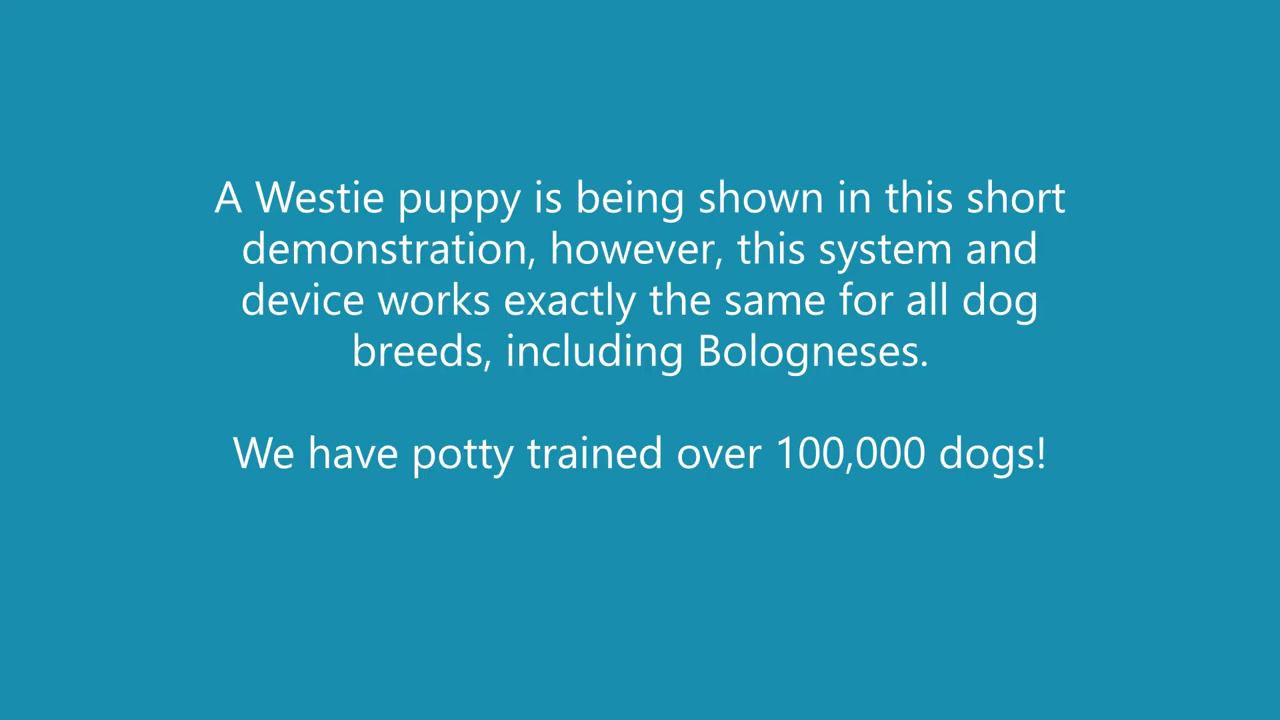 A Westie puppy is being shown in this short
demonstration, however, this system and
device works exactly the same for all dog
breeds, including Bologneses.
We have potty trained over 100,000 dogs!